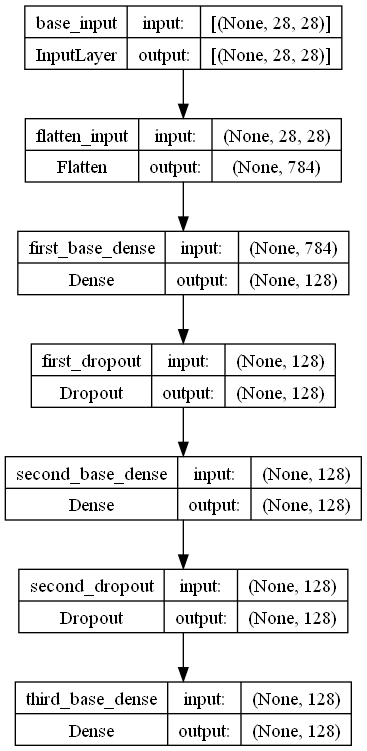 base_input input: [(None, 28, 28)]
InputLayer output: [(None, 28, 28)]
flatten_input input: (None, 28, 28)
Flatten output: (None, 784)
first_base_dense input: (None, 784)
Dense output: (None, 128)
first_dropout input: (None, 128)
Dropout output: (None, 128)
second_base_dense input: (None, 128)
Dense output: (None, 128)
second_dropout input: (None, 128)
Dropout output: (None, 128)
third_base_dense input: (None, 128)
Dense output: (None, 128)